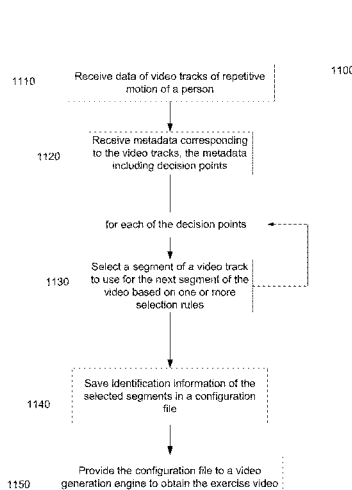 1100
1110
Receive data of video tracks of repetitive
motion of a person
1120
Receive metadata corresponding
to the video tracks, the metadata
including decision points
for each of the decision points
1130
Select a segment of a video track
to use for the next segment of the
video based on one or more
selection rules
1140
Save identification information of the
selected segments in a configuration
file
1150
Provide the configuration file to a video
generation engine to obtain the exercise video